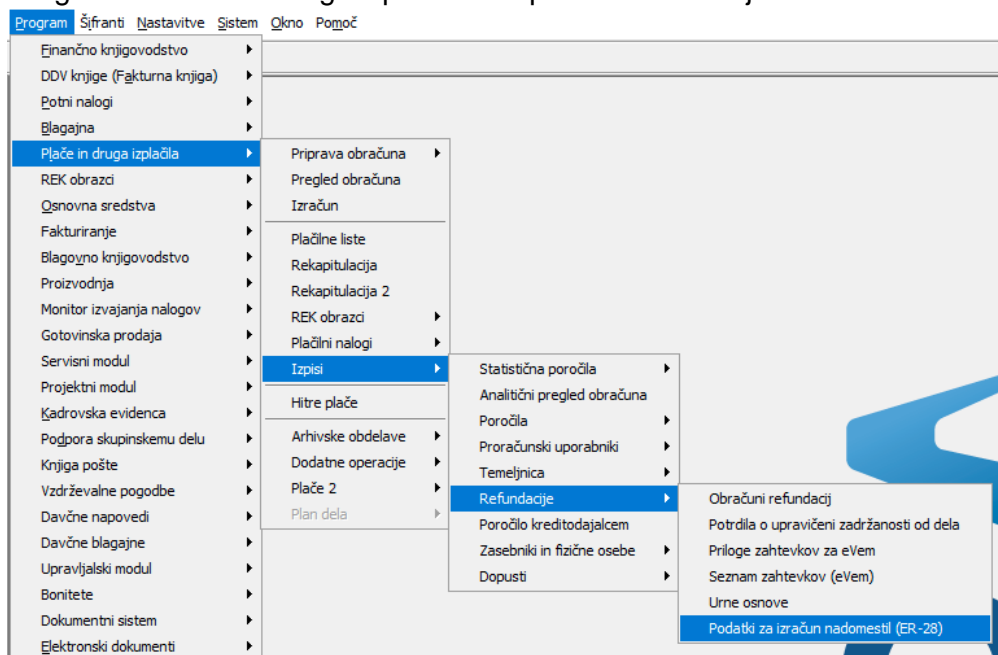 Program Šifranti Nastavitve Sistem Okno Pomoč
Finančno knjigovodstvo
DDV knjige (Fakturna knjiga)
Potni nalogi
Blagajna
Plače in druga izplačila
REK obrazci
Osnovna sredstva
Fakturiranje
Blagovno knjigovodstvo
Proizvodnja
Monitor izvajanja nalogov
Gotovinska prodaja
Servisni modul
Projektni modul
Kadrovska evidenca
Podpora skupinskemu delu
Knjiga pošte
Vzdrževalne pogodbe
Davčne napovedi
Davčne blagajne
Upravljalski modul
Bonitete
Dokumentni sistem
Elektronski dokumenti
Priprava obračuna
Pregled obračuna
Izračun
Plačilne liste
Rekapitulacija
Rekapitulacija 2
REK obrazci
Plačilni nalogi
Izpisi
Hitre plače
Arhivske obdelave
Dodatne operacije
Plače 2
Plan dela
Statistična poročila
Analitični pregled obračuna
Poročila
Proračunski uporabniki
Temeljnica
Refundacije
Poročilo kreditodajalcem
Zasebniki in fizične osebe
Dopusti
Obračuni refundacij
Potrdila o upravičeni zadržanosti od dela
Priloge zahtevkov za eVem
Seznam zahtevkov (eVem)
Urne osnove
Podatki za izračun nadomestil (ER-28)